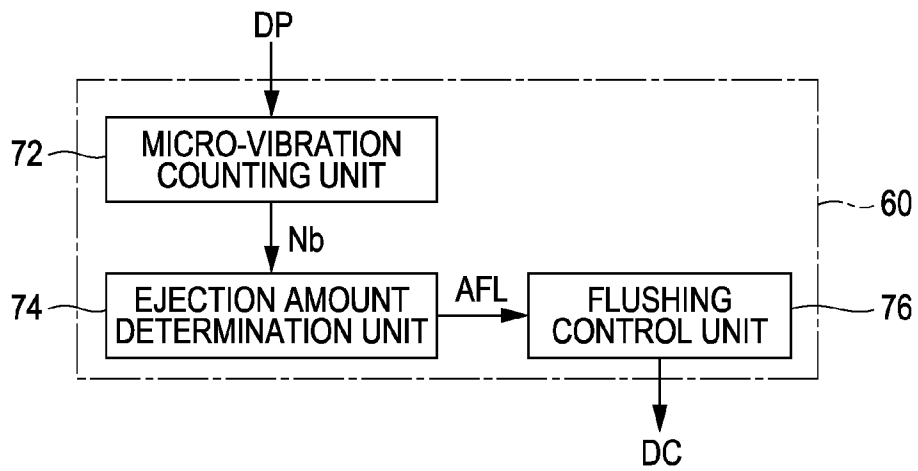 DP
72
MICRO-VIBRATION
COUNTING UNIT
60
Nb
74
EJECTION AMOUNT
DETERMINATION UNIT
AFL
FLUSHING
CONTROL UNIT
76
DC